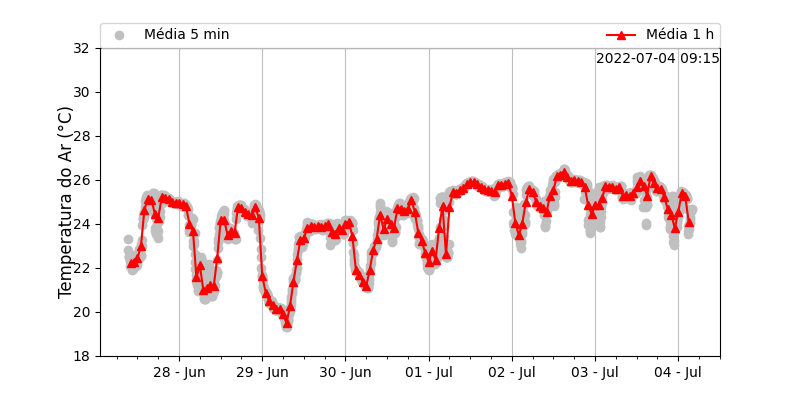 Média 5 min
Média 1 h
2022-07-04 09:15
Temperatura do Ar (°C)
32
30
28
26
24
22
20
18
28 - Jun
29 - Jun
30 - Jun
01 - Jul
02 - Jul
03 - Jul
04 - Jul